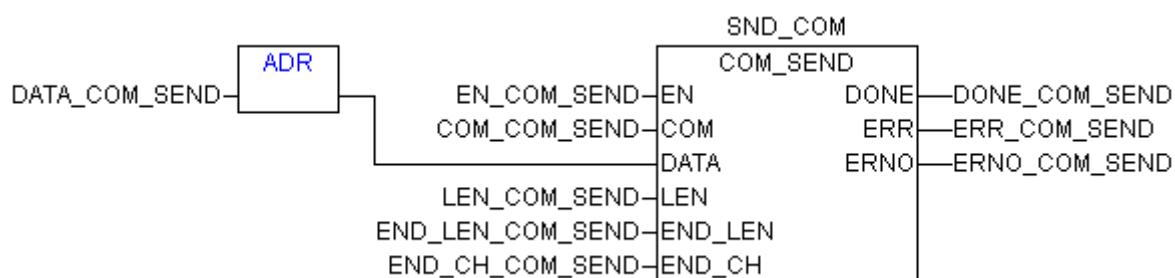 SND_COM
ADR COM_SEND
DATA_COM_SEND EN_COM_SEND EN DONE DONE_COM_SEND
COM_COM_SEND COM ERR ERR_COM_SEND
DATA ERNO ERNO_COM_SEND
LEN_COM_SEND LEN
END_LEN_COM_SEND END_LEN
END_CH_COM_SEND END_CH